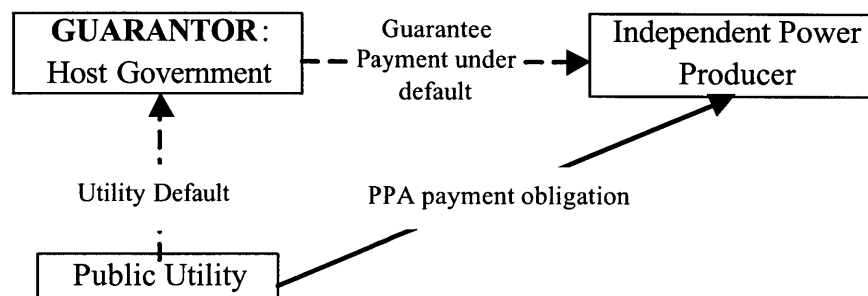 GUARANTOR:
Host Government
Guarantee
Payment under
default
Independent Power
Producer
Utility Default
PPA payment obligation
Public Utility